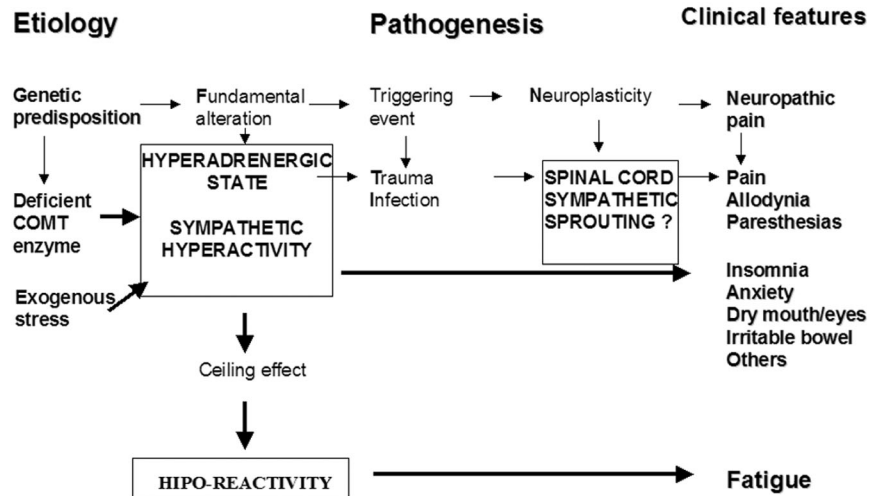 Etiology
Pathogenesis
Clinical features
Genetic
predisposition
Fundamental
alteration
Triggering
event
Neuroplasticity
Neuropathic
pain
HYPERADRENERGIC
STATE
SYMPATHETIC
HYPERACTIVITY
Deficient
COMT
enzyme
Exogenous
stress
Trauma
Infection
SPINAL CORD
SYMPATHETIC
SPROUTING ?
Pain
Allodynia
Paresthesias
Insomnia
Anxiety
Dry mouth/eyes
Irritable bowel
Others
Ceiling effect
HIPO-REACTIVITY
Fatigue